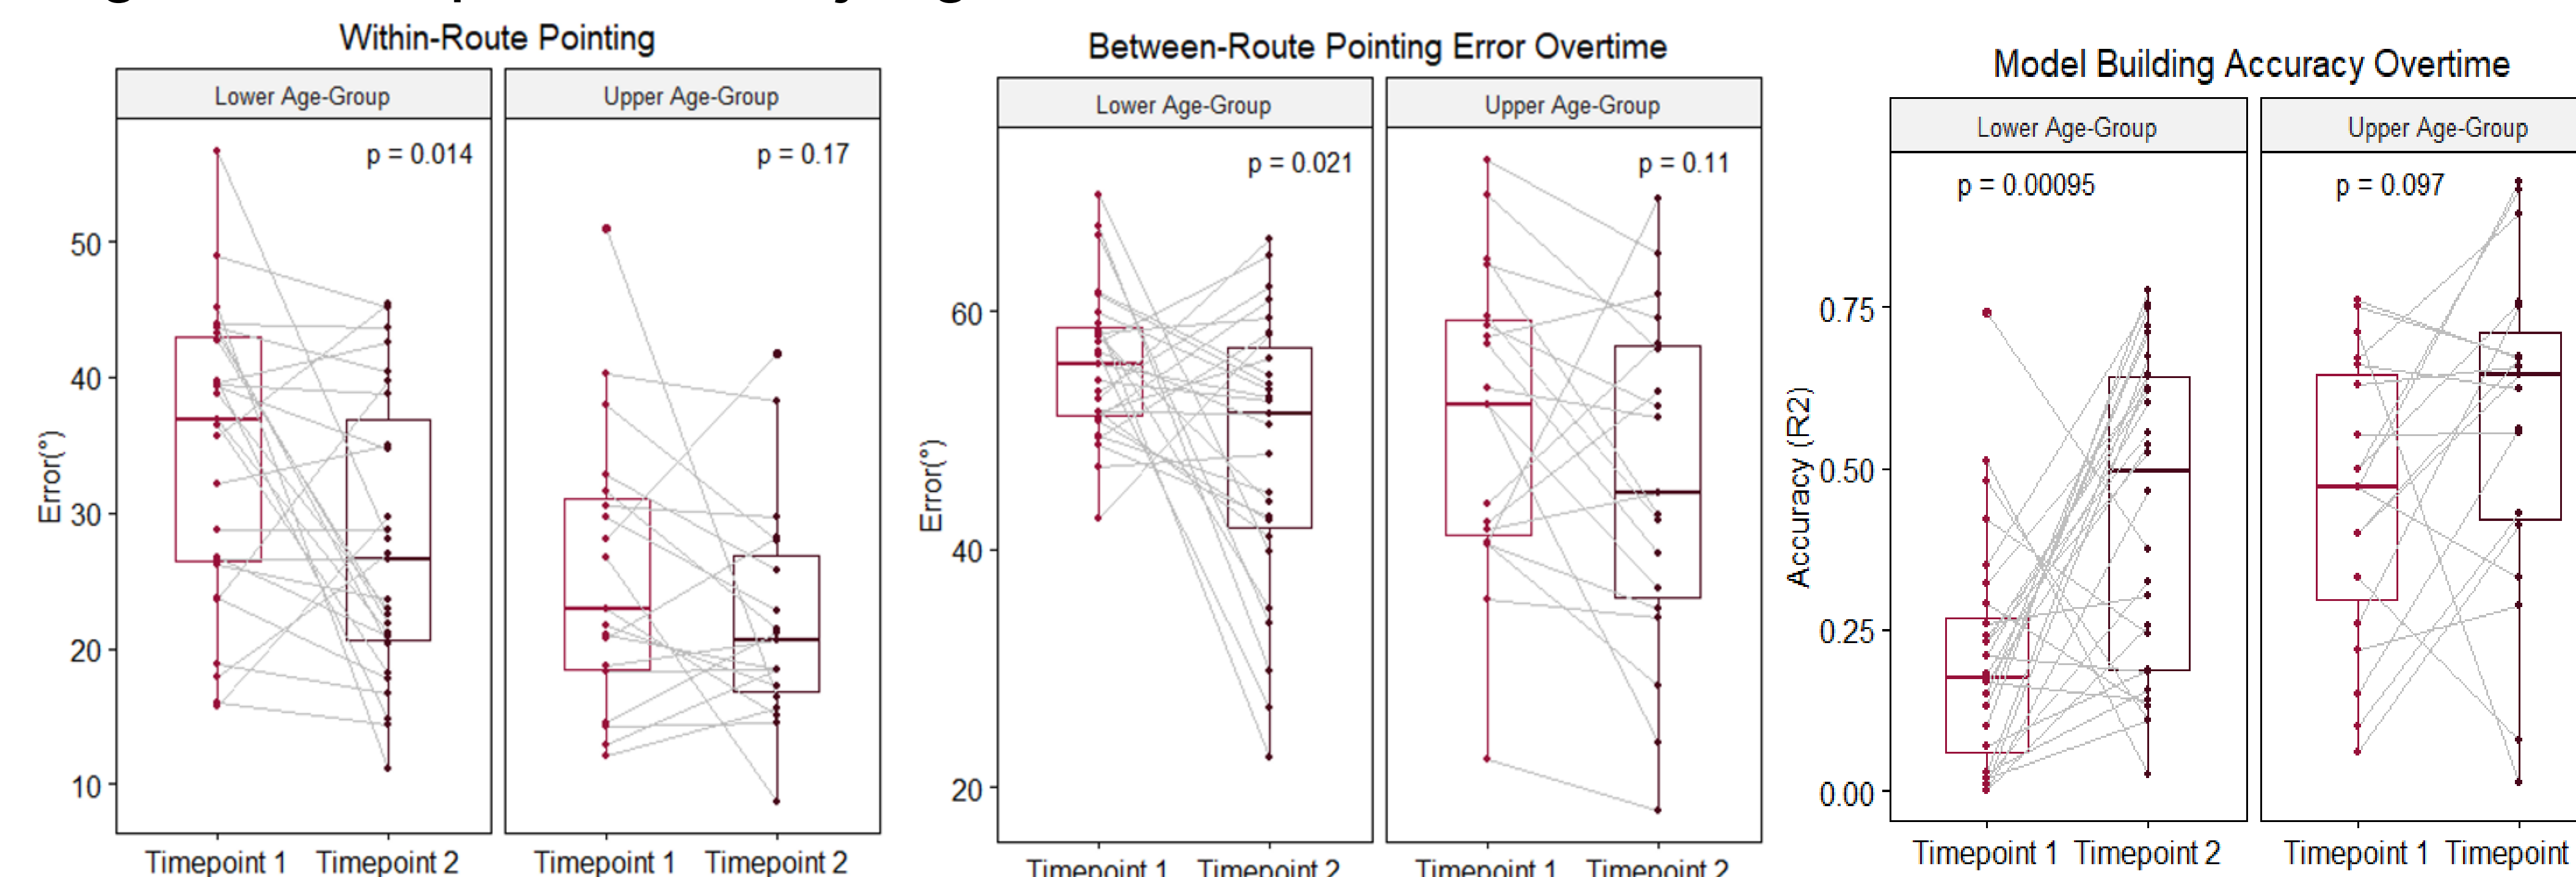 Within-Route Pointing
Lower Age-Group
Upper Age-Group
p = 0.014
p = 0.17
50
40
30
20
10
Error(°)
Timepoint 1
Timepoint 2
Timepoint 1
Timepoint 2
Between-Route Pointing Error Overtime
Lower Age-Group
Upper Age-Group
p = 0.021
p = 0.11
60
40
20
Error(°)
Timepoint 1
Timepoint 2
Timepoint 1
Timepoint 2
Model Building Accuracy Overtime
Lower Age-Group
Upper Age-Group
p = 0.00095
p = 0.097
0.75
0.50
0.25
0.00
Accuracy (R2)
Timepoint 1
Timepoint 2
Timepoint 1
Timepoint